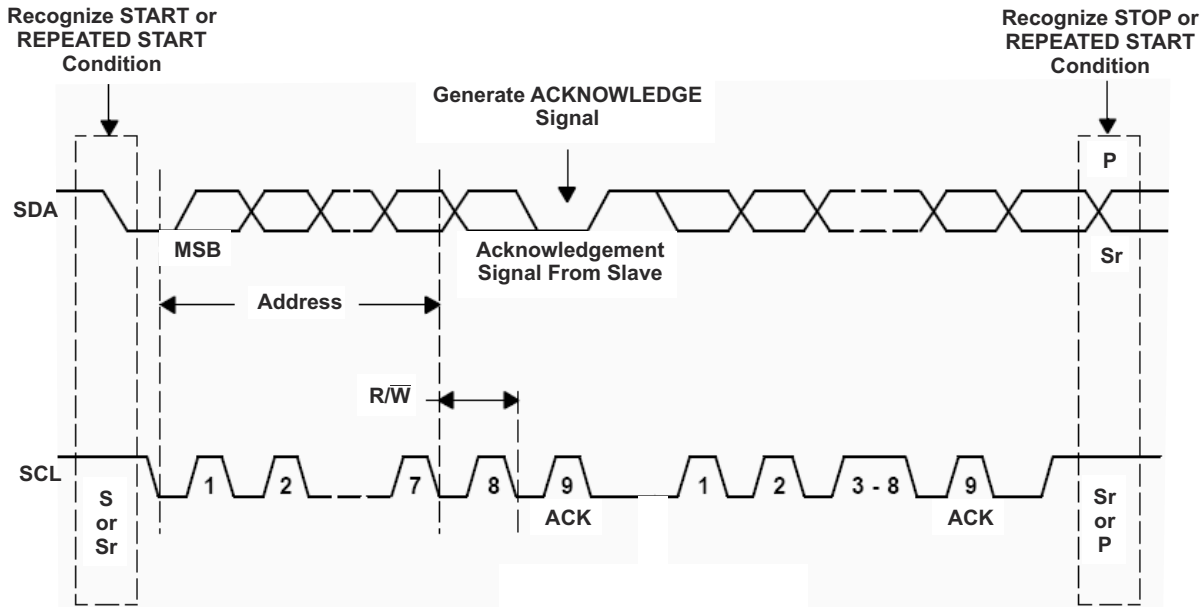 Recognize START or
REPEATED START
Condition
Recognize STOP or
REPEATED START
Condition
Generate ACKNOWLEDGE
Signal
P
SDA
MSB
Acknowledgement
Signal From Slave
Sr
Address
R/W̅
SCL
1
2
7
8
9
1
2
3 - 8
9
ACK
ACK
S
or
Sr
Sr
or
P